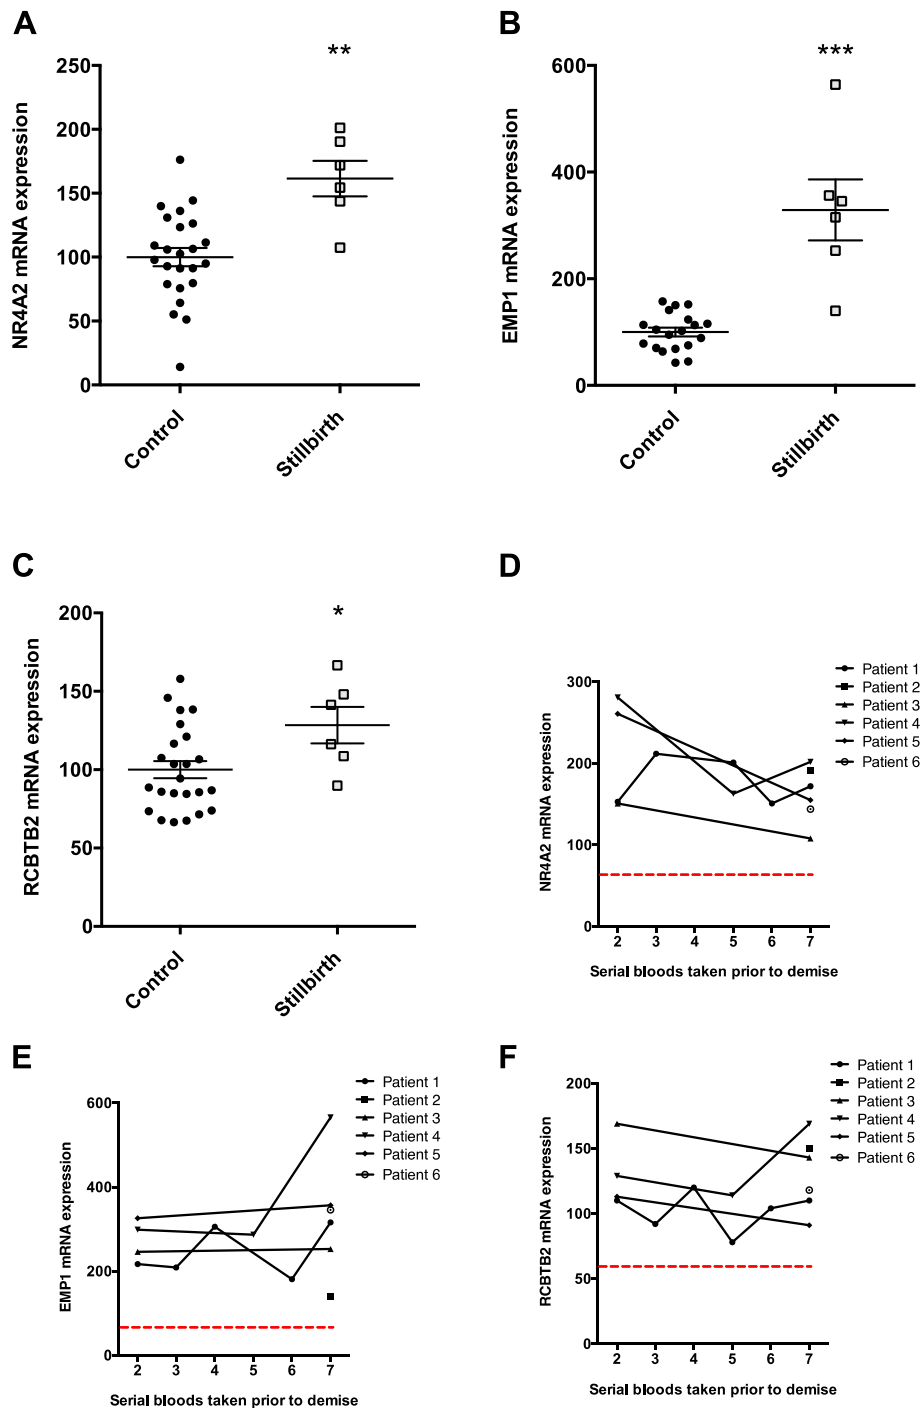 A
**
NR4A2 mRNA expression
250
200
150
100
50
0
Control
Stillbirth
B
***
EMP1 mRNA expression
600
400
200
0
Control
Stillbirth
C
*
RCBTB2 mRNA expression
200
150
100
50
0
Control
Stillbirth
D
NR4A2 mRNA expression
300
200
100
0
2 3 4 5 6 7
Serial bloods taken prior to demise
Patient 1
Patient 2
Patient 3
Patient 4
Patient 5
Patient 6
E
EMP1 mRNA expression
600
400
200
0
2 3 4 5 6 7
Serial bloods taken prior to demise
Patient 1
Patient 2
Patient 3
Patient 4
Patient 5
Patient 6
F
RCBTB2 mRNA expression
200
150
100
50
0
2 3 4 5 6 7
Serial bloods taken prior to demise
Patient 1
Patient 2
Patient 3
Patient 4
Patient 5
Patient 6